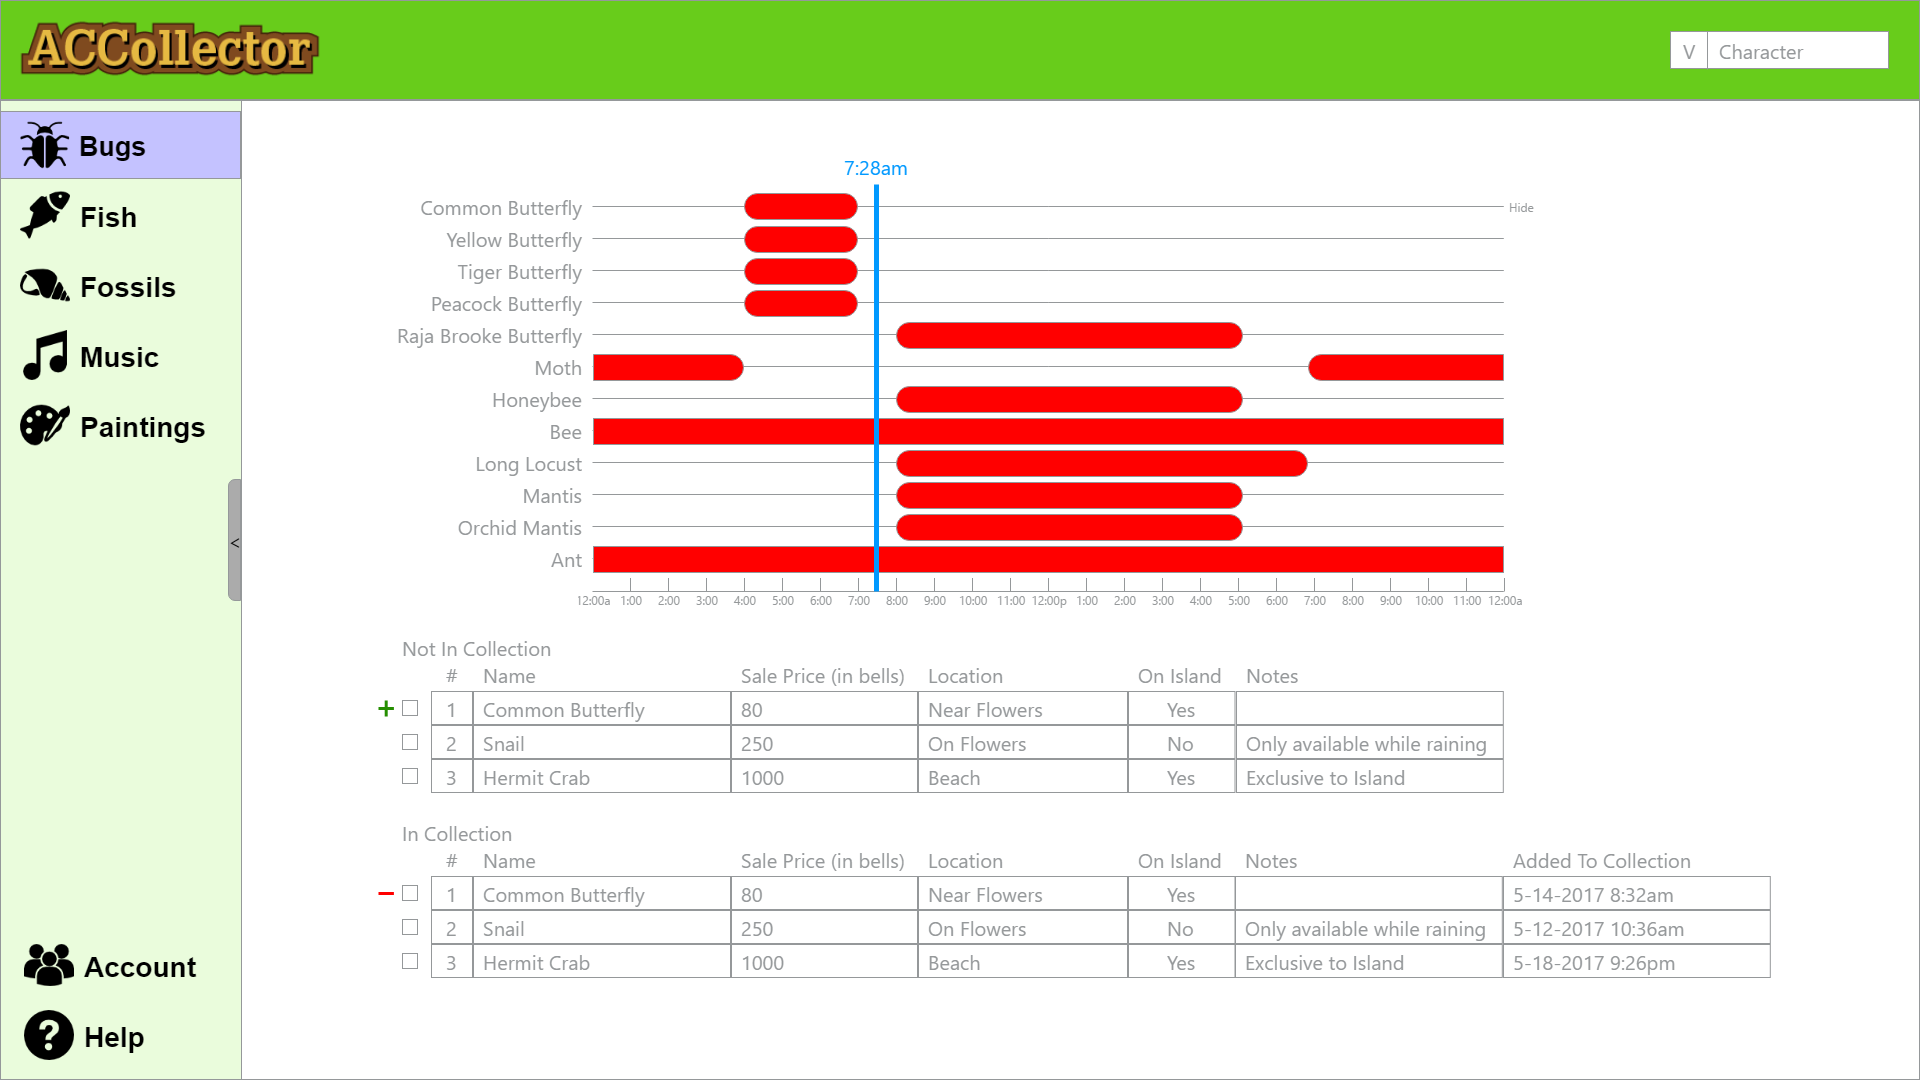 ACCollector
V Character
Bugs
Fish
Fossils
Music
Paintings
<
Account
Help
7:28am
Common Butterfly
Hide
Yellow Butterfly
Tiger Butterfly
Peacock Butterfly
Raja Brooke Butterfly
Moth
Honeybee
Bee
Long Locust
Mantis
Orchid Mantis
Ant
12:00a 1:00 2:00 3:00 4:00 5:00 6:00 7:00 8:00 9:00 10:00 11:00 12:00p 1:00 2:00 3:00 4:00 5:00 6:00 7:00 8:00 9:00 10:00 11:00 12:00a
Not In Collection
# Name Sale Price (in bells) Location On Island Notes
+ 1 Common Butterfly 80 Near Flowers Yes
2 Snail 250 On Flowers No Only available while raining
3 Hermit Crab 1000 Beach Yes Exclusive to Island
In Collection
# Name Sale Price (in bells) Location On Island Notes Added To Collection
− 1 Common Butterfly 80 Near Flowers Yes 5-14-2017 8:32am
2 Snail 250 On Flowers No Only available while raining 5-12-2017 10:36am
3 Hermit Crab 1000 Beach Yes Exclusive to Island 5-18-2017 9:26pm